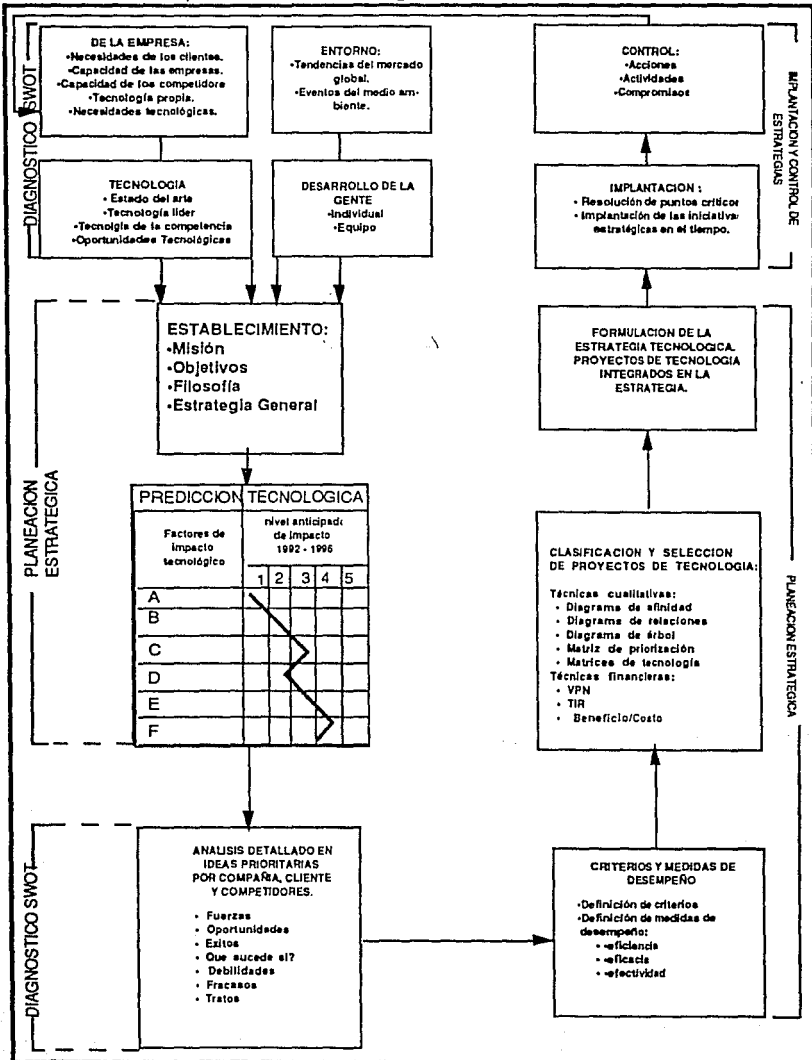 DE LA EMPRESA:
•Necesidades de los clientes.
•Capacidad de las empresas.
•Capacidad de los competidore
•Tecnología propia.
•Necesidades tecnológicas.
ENTORNO:
•Tendencias del mercado
global.
•Eventos del medio am-
biente.
TECNOLOGIA
• Estado del arte
•Tecnología líder
•Tecnolgia de la competencia
•Oportunidades Tecnológicas
DESARROLLO DE LA
GENTE
•Individual
•Equipo
DIAGNOSTICO SWOT
ESTABLECIMIENTO:
•Misión
•Objetivos
•Filosofía
•Estrategia General
PREDICCION TECNOLOGICA
Factores de
impacto
tecnológico
nivel anticipado
de impacto
1992 - 1996
1 2 3 4 5
A
B
C
D
E
F
PLANEACION
ESTRATEGICA
ANALISIS DETALLADO EN
IDEAS PRIORITARIAS
POR COMPAÑIA, CLIENTE
Y COMPETIDORES.
• Fuerzas
• Oportunidades
• Exitos
• Que sucede si?
• Debilidades
• Fracasos
• Tratos
DIAGNOSTICO SWOT
CRITERIOS Y MEDIDAS DE
DESEMPEÑO
•Definición de criterios
•Definición de medidas de
desempeño:
• -eficiencia
• -eficacia
• -efectividad
CLASIFICACION Y SELECCION
DE PROYECTOS DE TECNOLOGIA:
Técnicas cualitativas:
• Diagrama de afinidad
• Diagrama de relaciones
• Diagrama de árbol
• Matriz de priorización
• Matrices de tecnología
Técnicas financieras:
• VPN
• TIR
• Beneficio/Costo
FORMULACION DE LA
ESTRATEGIA TECNOLOGICA.
PROYECTOS DE TECNOLOGIA
INTEGRADOS EN LA
ESTRATEGIA.
PLANEACION ESTRATEGICA
IMPLANTACION :
• Resolución de puntos críticos
• Implantación de las iniciativas
estratégicas en el tiempo.
CONTROL:
•Acciones
•Actividades
•Compromisos
IMPLANTACION Y CONTROL DE
ESTRATEGIAS